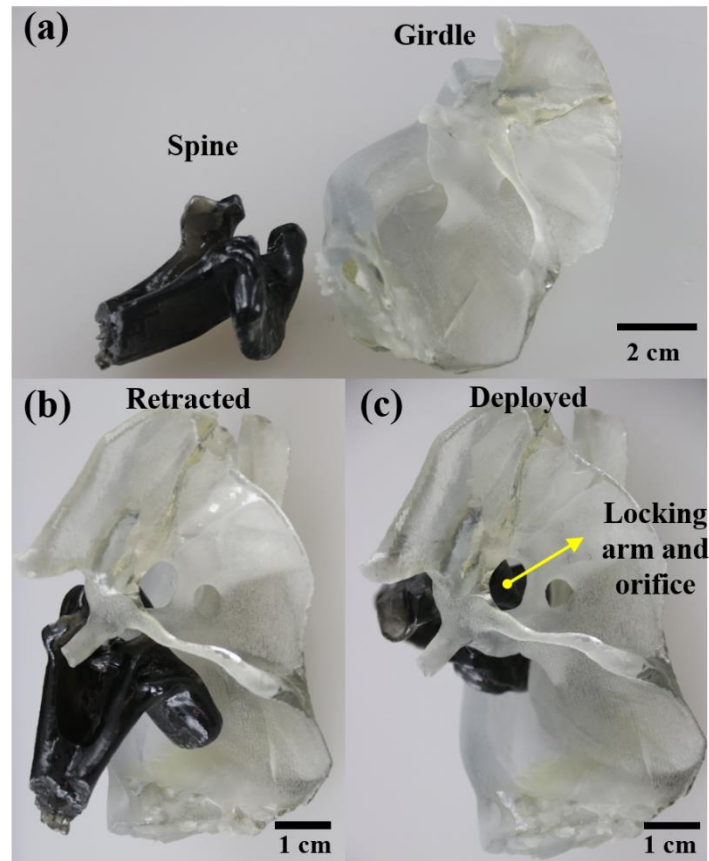 (a)
Girdle
Spine
2 cm
(b)
Retracted
1 cm
(c)
Deployed
Locking
arm and
orifice
1 cm